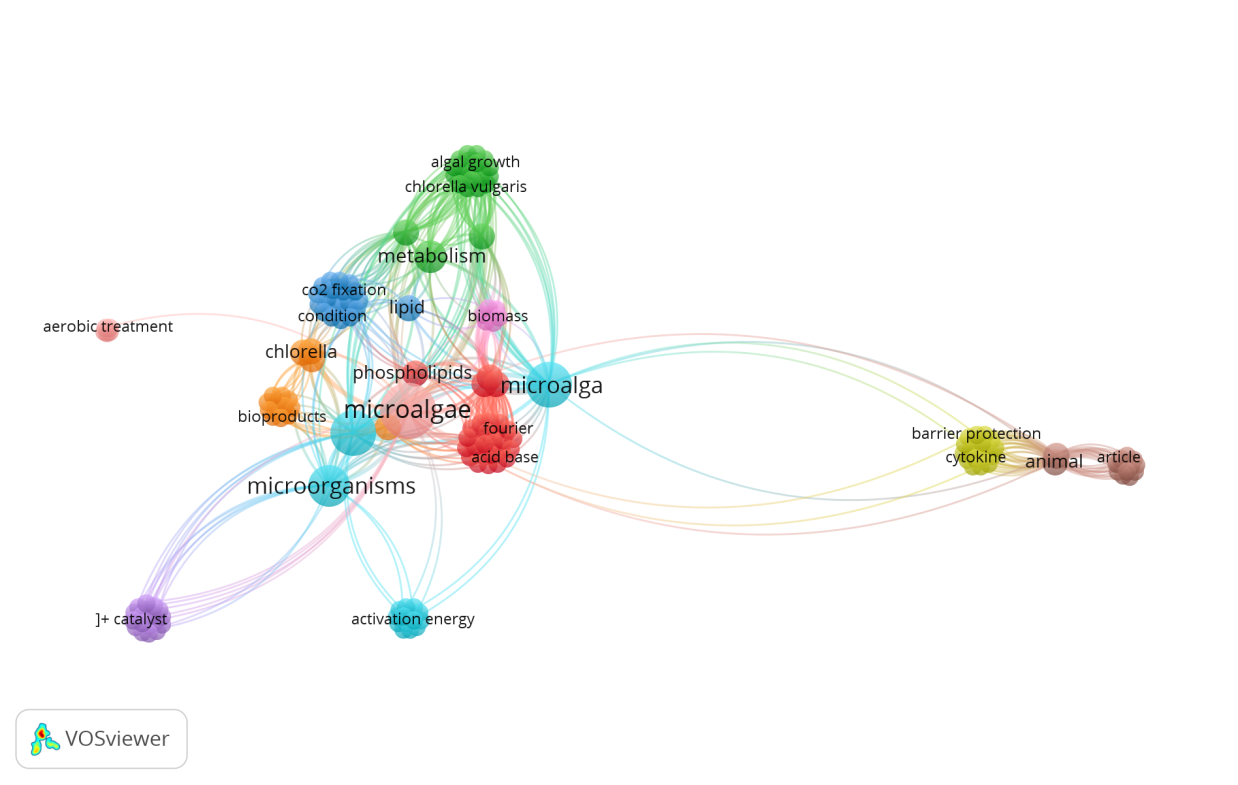 algal growth
chlorella vulgaris
metabolism
co2 fixation
lipid
condition
biomass
aerobic treatment
chlorella
phospholipids
microalga
microalgae
bioproducts
fourier
acid base
barrier protection
cytokine
animal
article
microorganisms
]+ catalyst
activation energy
VOSviewer